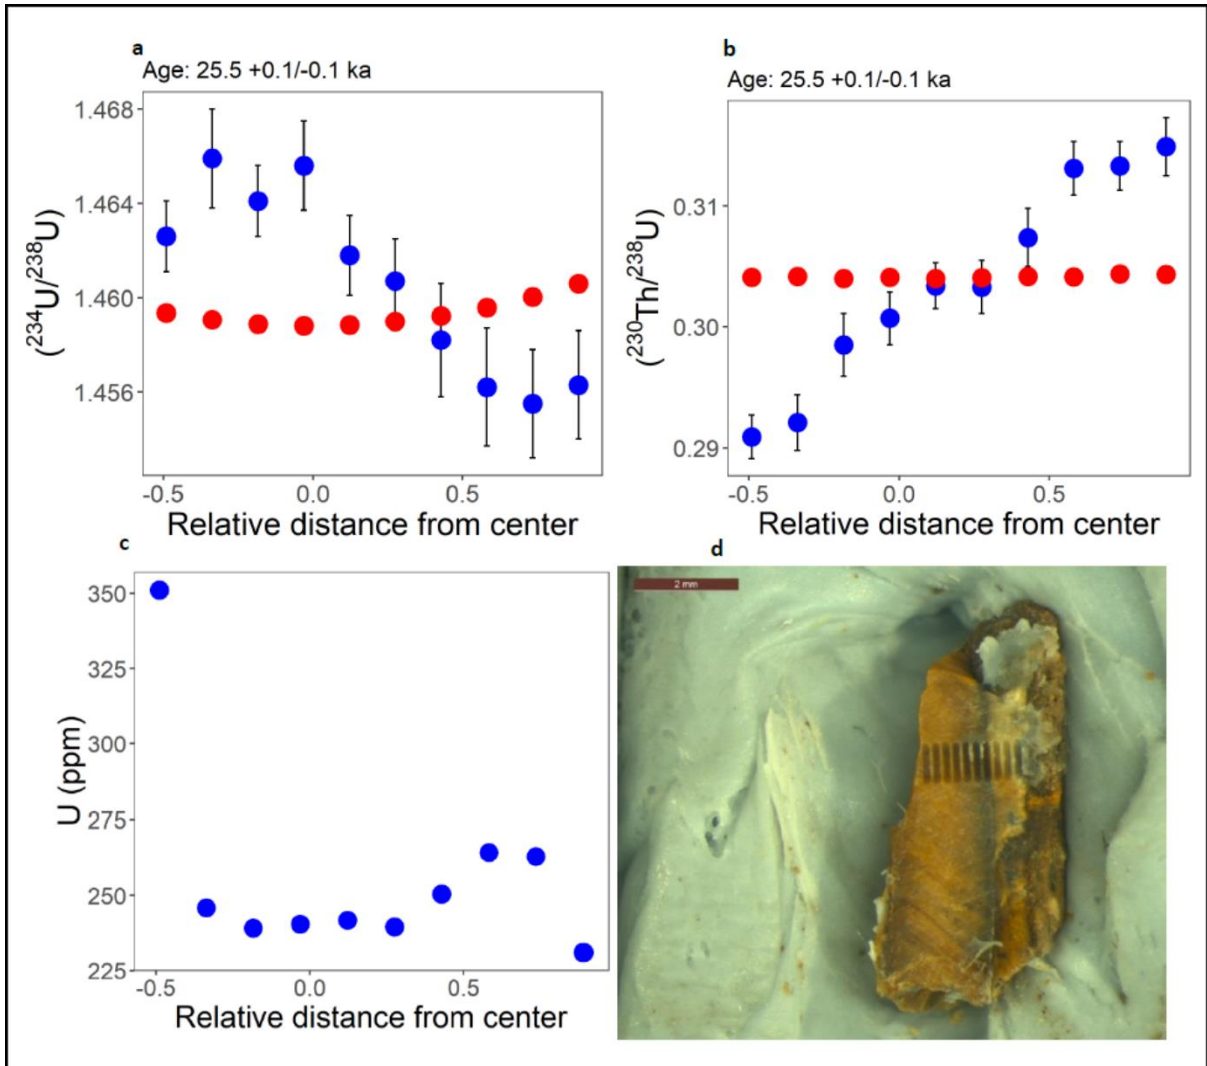 a
Age: 25.5 +0.1/-0.1 ka
1.468
1.464
1.460
1.456
(²³⁴U/²³⁸U)
-0.5 0.0 0.5
Relative distance from center
b
Age: 25.5 +0.1/-0.1 ka
0.31
0.30
0.29
(²³⁰Th/²³⁸U)
-0.5 0.0 0.5
Relative distance from center
c
350
325
300
275
250
225
U (ppm)
-0.5 0.0 0.5
Relative distance from center
d
2 mm